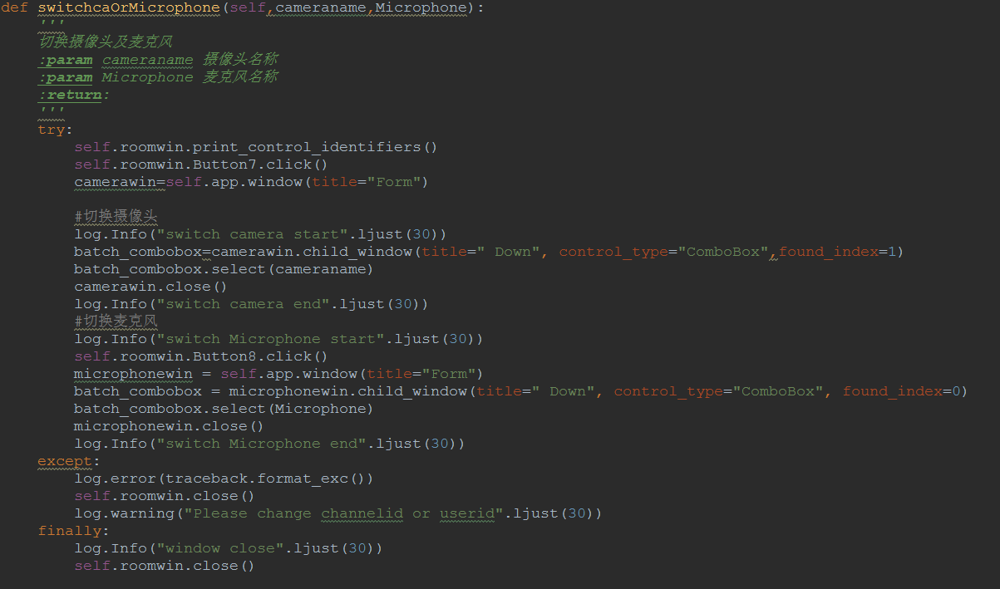 def switchcaOrMicrophone(self,cameraname,Microphone):
'''
切换摄像头及麦克风
:param cameraname 摄像头名称
:param Microphone 麦克风名称
:return:
'''
try:
self.roomwin.print_control_identifiers()
self.roomwin.Button7.click()
camerawin=self.app.window(title="Form")
#切换摄像头
log.Info("switch camera start".ljust(30))
batch_combobox=camerawin.child_window(title=" Down", control_type="ComboBox",found_index=1)
batch_combobox.select(cameraname)
camerawin.close()
log.Info("switch camera end".ljust(30))
#切换麦克风
log.Info("switch Microphone start".ljust(30))
self.roomwin.Button8.click()
microphonewin = self.app.window(title="Form")
batch_combobox = microphonewin.child_window(title=" Down", control_type="ComboBox", found_index=0)
batch_combobox.select(Microphone)
microphonewin.close()
log.Info("switch Microphone end".ljust(30))
except:
log.error(traceback.format_exc())
self.roomwin.close()
log.warning("Please change channelid or userid".ljust(30))
finally:
log.Info("window close".ljust(30))
self.roomwin.close()